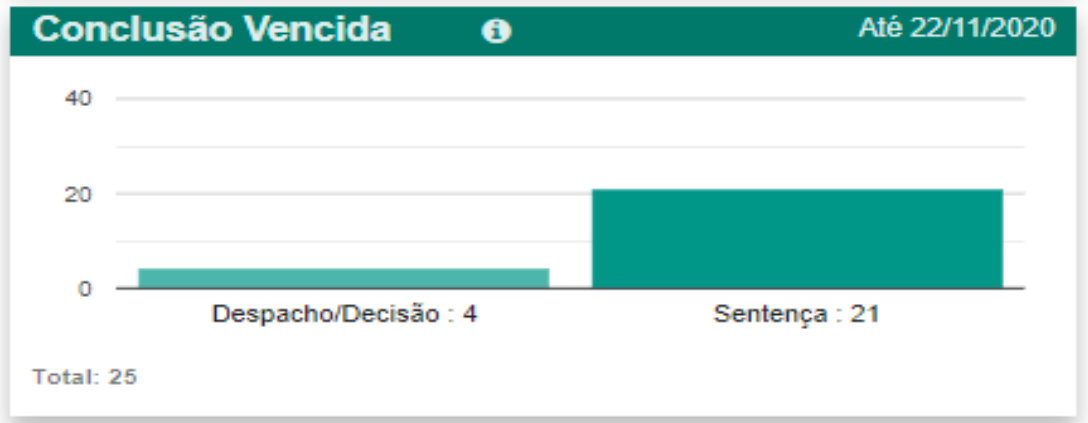 Conclusão Vencida
Até 22/11/2020
40
20
0
Despacho/Decisão : 4
Sentença : 21
Total: 25